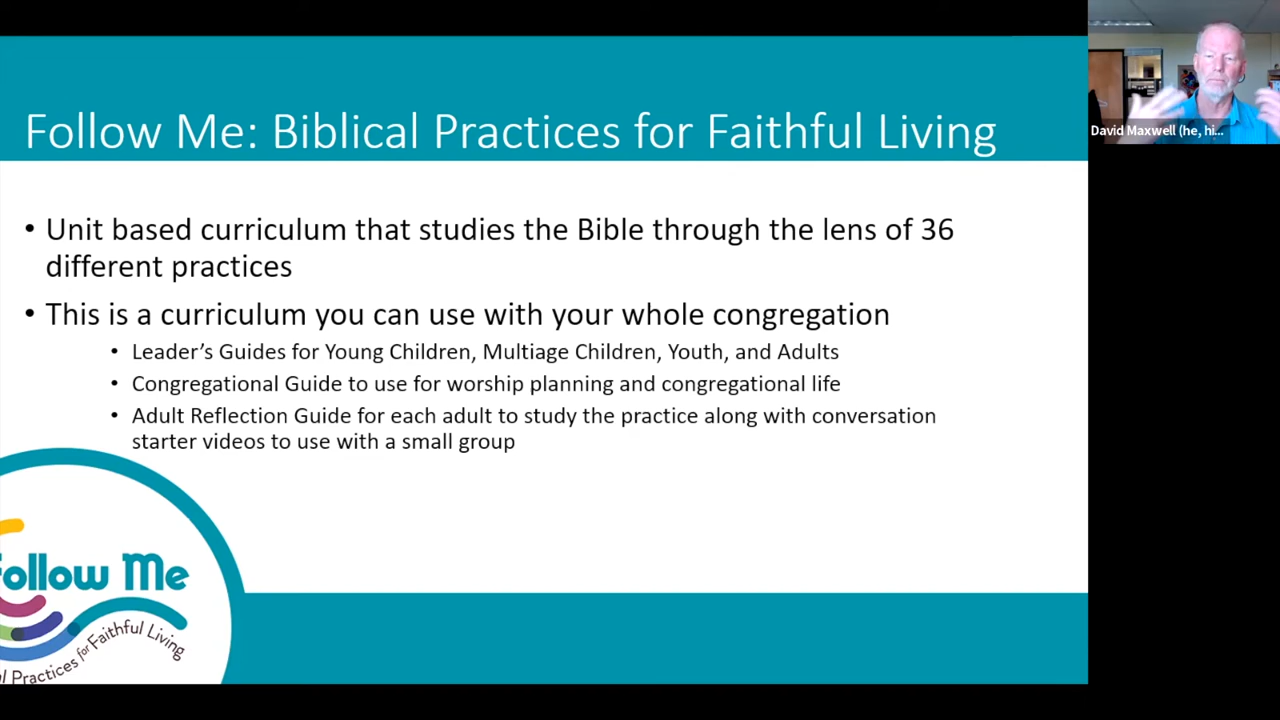 Follow Me: Biblical Practices for Faithful Living
• Unit based curriculum that studies the Bible through the lens of 36
different practices
• This is a curriculum you can use with your whole congregation
• Leader's Guides for Young Children, Multiage Children, Youth, and Adults
• Congregational Guide to use for worship planning and congregational life
• Adult Reflection Guide for each adult to study the practice along with conversation
starter videos to use with a small group
ollow Me
l Practices for Faithful Living
David Maxwell (he, hi...